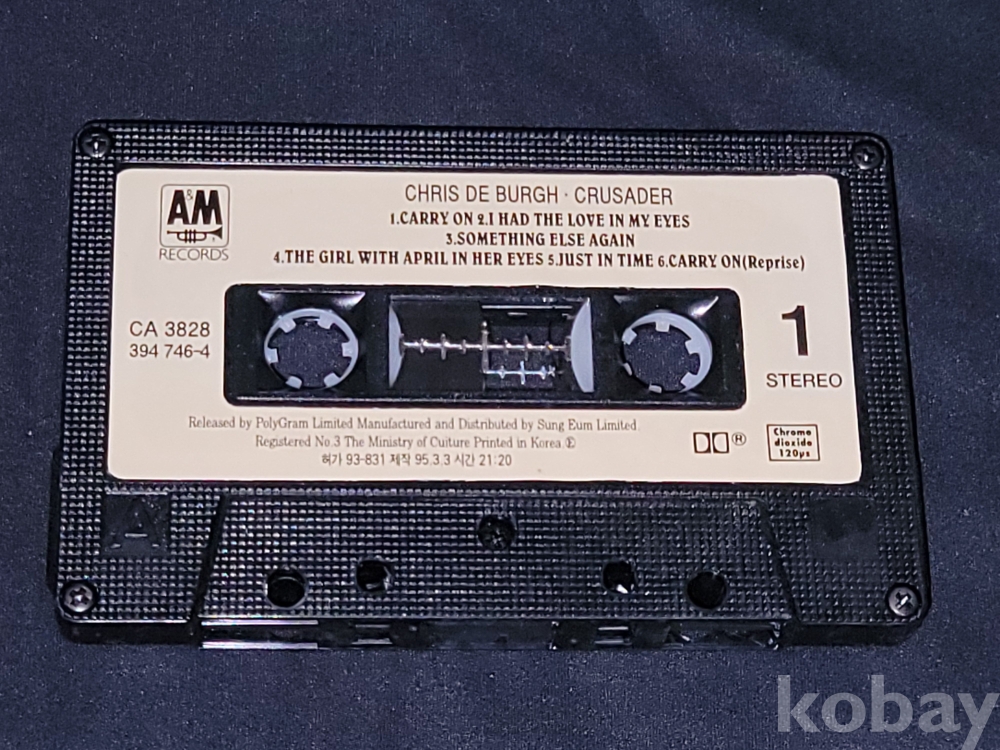 A&M
RECORDS
CHRIS DE BURGH · CRUSADER
1.CARRY ON 2.I HAD THE LOVE IN MY EYES
3.SOMETHING ELSE AGAIN
4.THE GIRL WITH APRIL IN HER EYES 5.JUST IN TIME 6.CARRY ON(Reprise)
CA 3828
394 746-4
1
STEREO
Released by PolyGram Limited Manufactured and Distributed by Sung Eum Limited.
Registered No.3 The Ministry of Culture Printed in Korea Ⓔ
허가 93-831 제작 95.3.3 시간 21:20
®
Chrome
dioxide
120μs
A
kobay